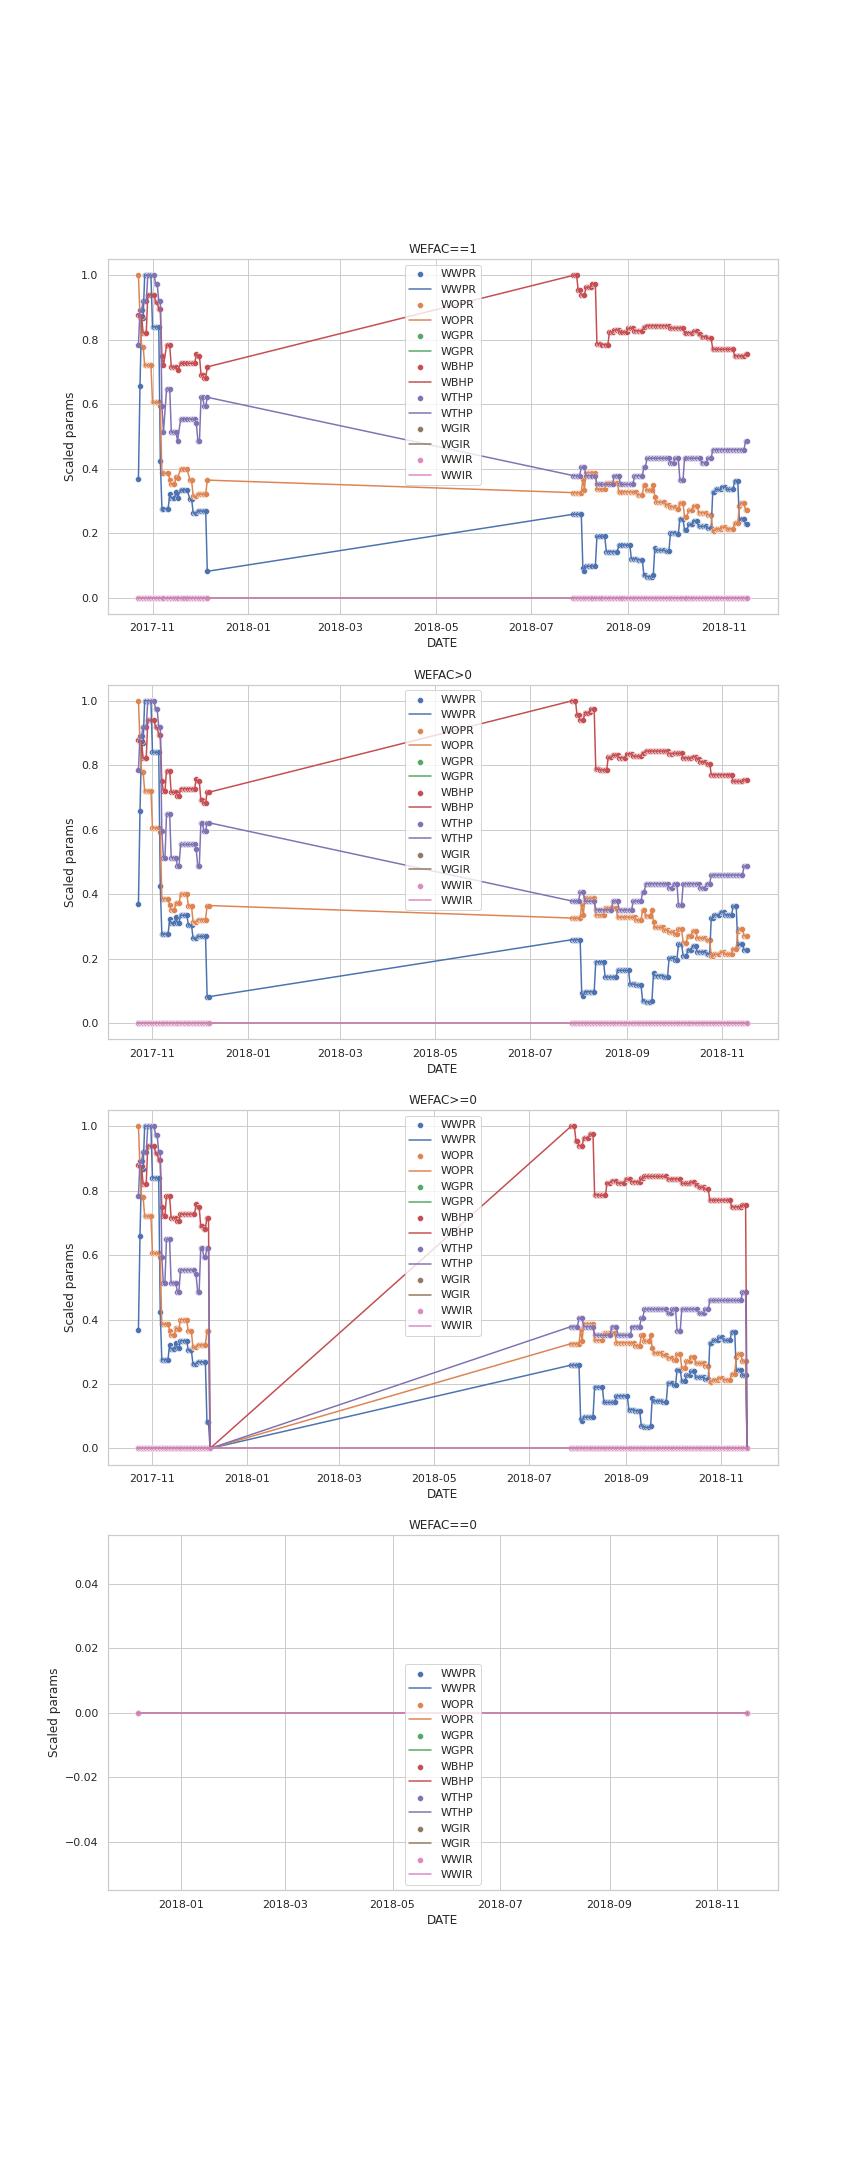 WEFAC==1
1.0
0.8
0.6
0.4
0.2
0.0
Scaled params
WWPR
WWPR
WOPR
WOPR
WGPR
WGPR
WBHP
WBHP
WTHP
WTHP
WGIR
WGIR
WWIR
WWIR
2017-11 2018-01 2018-03 2018-05 2018-07 2018-09 2018-11
DATE
WEFAC>0
1.0
0.8
0.6
0.4
0.2
0.0
Scaled params
WWPR
WWPR
WOPR
WOPR
WGPR
WGPR
WBHP
WBHP
WTHP
WTHP
WGIR
WGIR
WWIR
WWIR
2017-11 2018-01 2018-03 2018-05 2018-07 2018-09 2018-11
DATE
WEFAC>=0
1.0
0.8
0.6
0.4
0.2
0.0
Scaled params
WWPR
WWPR
WOPR
WOPR
WGPR
WGPR
WBHP
WBHP
WTHP
WTHP
WGIR
WGIR
WWIR
WWIR
2017-11 2018-01 2018-03 2018-05 2018-07 2018-09 2018-11
DATE
WEFAC==0
0.04
0.02
0.00
−0.02
−0.04
Scaled params
WWPR
WWPR
WOPR
WOPR
WGPR
WGPR
WBHP
WBHP
WTHP
WTHP
WGIR
WGIR
WWIR
WWIR
2018-01 2018-03 2018-05 2018-07 2018-09 2018-11
DATE